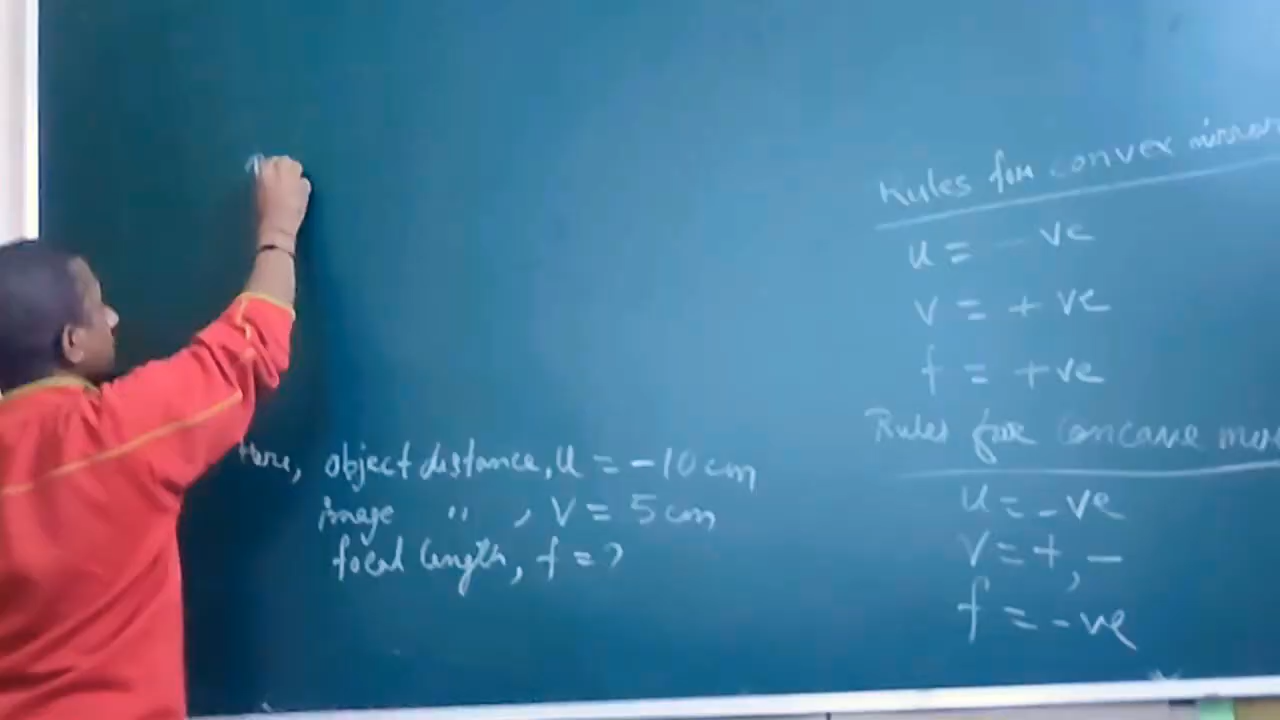 Here, object distance, u = -10 cm
image " , v = 5 cm
focal length, f = ?
Rules for convex mirror
u = - ve
v = + ve
f = +ve
Rules for concave
u = -ve
v = +, -
f = -ve